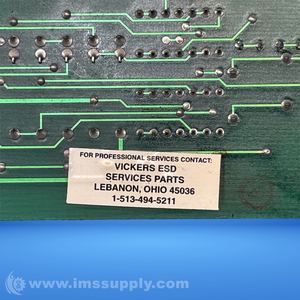 FOR PROFESSIONAL SERVICES CONTACT:
VICKERS ESD
SERVICES PARTS
LEBANON, OHIO 45036
1-513-494-5211
© www.imssupply.com/